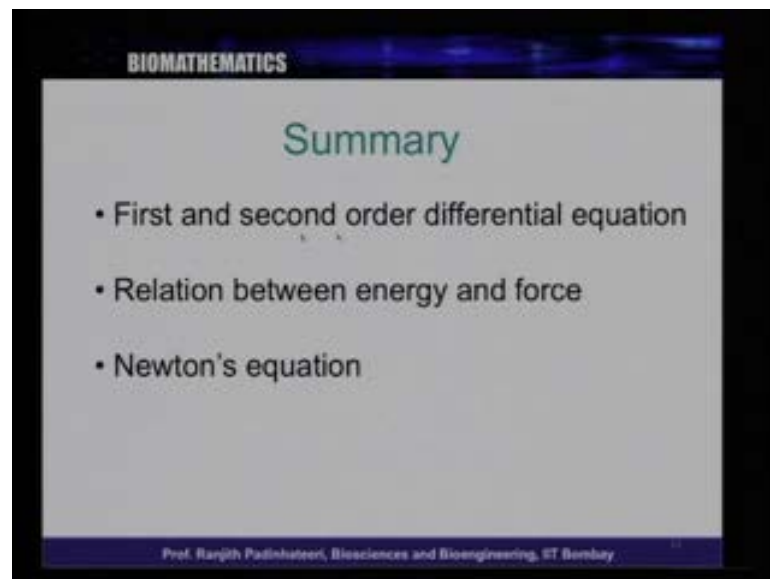 BIOMATHEMATICS
Summary
• First and second order differential equation
• Relation between energy and force
• Newton's equation
Prof. Ranjith Padinhateeri, Biosciences and Bioengineering, IIT Bombay